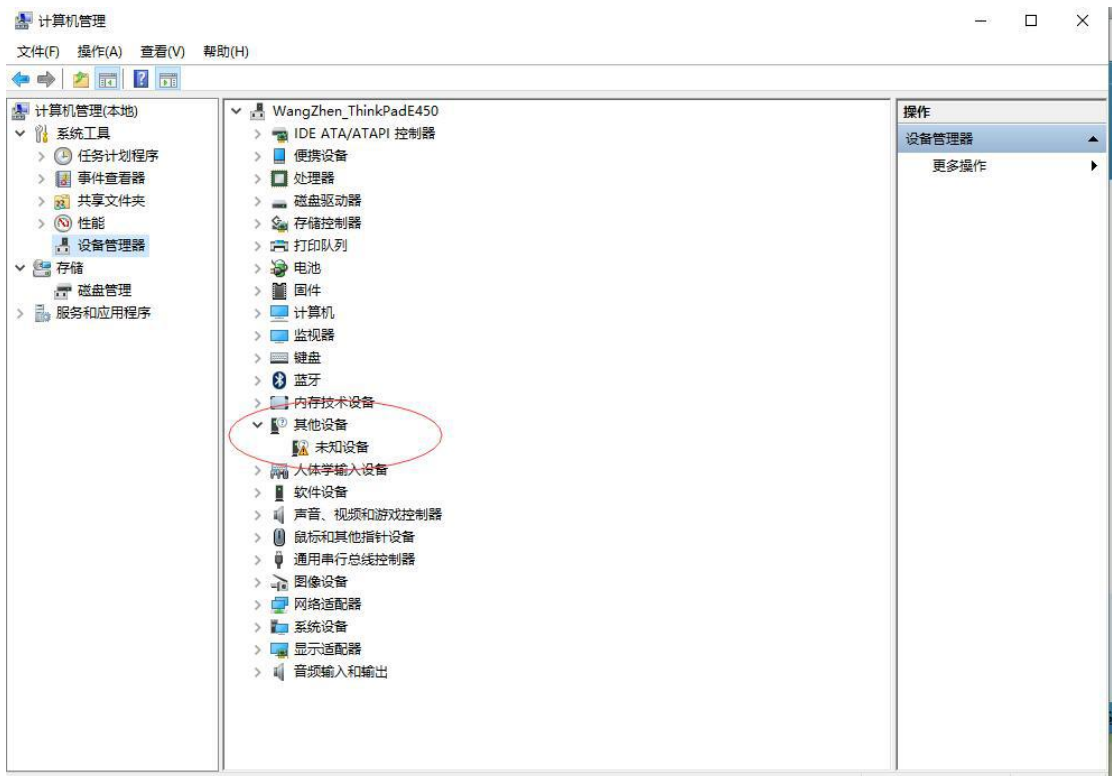 计算机管理
文件(F) 操作(A) 查看(V) 帮助(H)
计算机管理(本地)
系统工具
任务计划程序
事件查看器
共享文件夹
性能
设备管理器
存储
磁盘管理
服务和应用程序
WangZhen_ThinkPadE450
IDE ATA/ATAPI 控制器
便携设备
处理器
磁盘驱动器
存储控制器
打印队列
电池
固件
计算机
监视器
键盘
蓝牙
内存技术设备
其他设备
未知设备
人体学输入设备
软件设备
声音、视频和游戏控制器
鼠标和其他指针设备
通用串行总线控制器
图像设备
网络适配器
系统设备
显示适配器
音频输入和输出
操作
设备管理器
更多操作